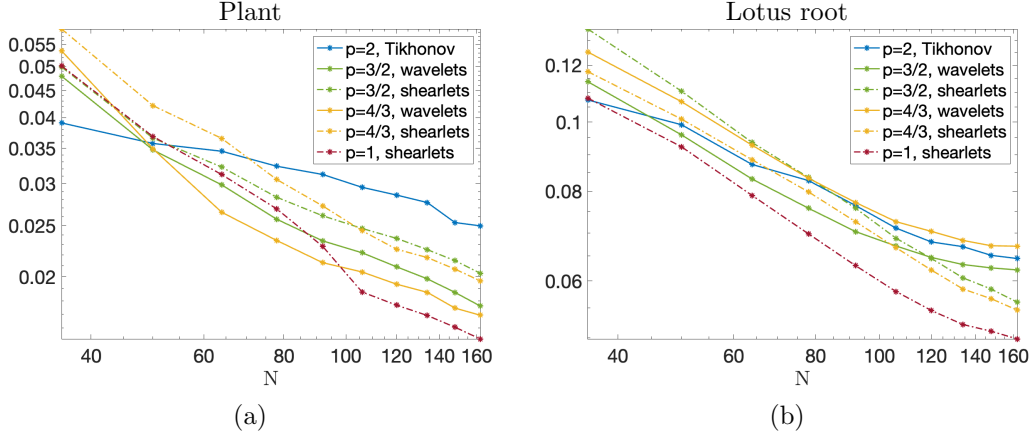 Plant
0.055
0.05
0.045
0.04
0.035
0.03
0.025
0.02
p=2, Tikhonov
p=3/2, wavelets
p=3/2, shearlets
p=4/3, wavelets
p=4/3, shearlets
p=1, shearlets
40 60 80 100 120 140 160
N
(a)
Lotus root
0.12
0.1
0.08
0.06
p=2, Tikhonov
p=3/2, wavelets
p=3/2, shearlets
p=4/3, wavelets
p=4/3, shearlets
p=1, shearlets
40 60 80 100 120 140 160
N
(b)